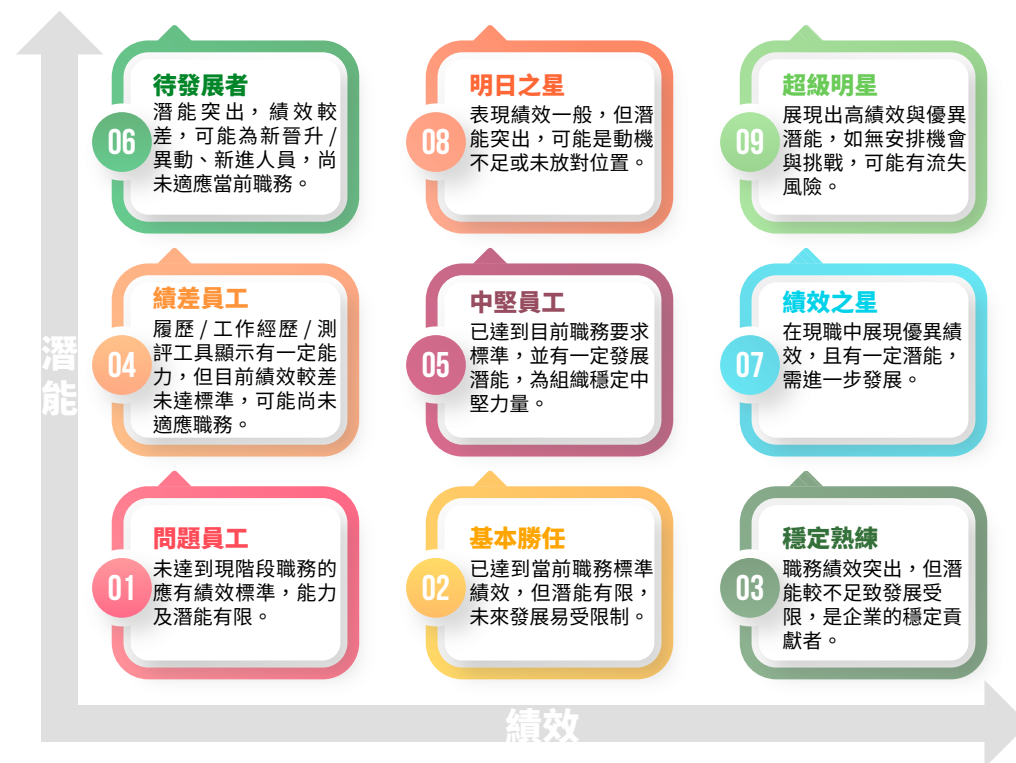 待發展者
潛能突出，績效較
差，可能為新晉升/
異動、新進人員，尚
未適應當前職務。
06
明日之星
表現績效一般，但潛
能突出，可能是動機
不足或未放對位置。
08
超級明星
展現出高績效與優異
潛能，如無安排機會
與挑戰，可能有流失
風險。
09
潛
能
績差員工
履歷/工作經歷/測
評工具顯示有一定能
力，但目前績效較差
未達標準，可能尚未
適應職務。
04
中堅員工
已達到目前職務要求
標準，並有一定發展
潛能，為組織穩定中
堅力量。
05
績效之星
在現職中展現優異績
效，且有一定潛能，
需進一步發展。
07
問題員工
未達到現階段職務的
應有績效標準，能力
及潛能有限。
01
基本勝任
已達到當前職務標準
績效，但潛能有限，
未來發展易受限制。
02
穩定熟練
職務績效突出，但潛
能較不足致發展受
限，是企業的穩定貢
獻者。
03
績效